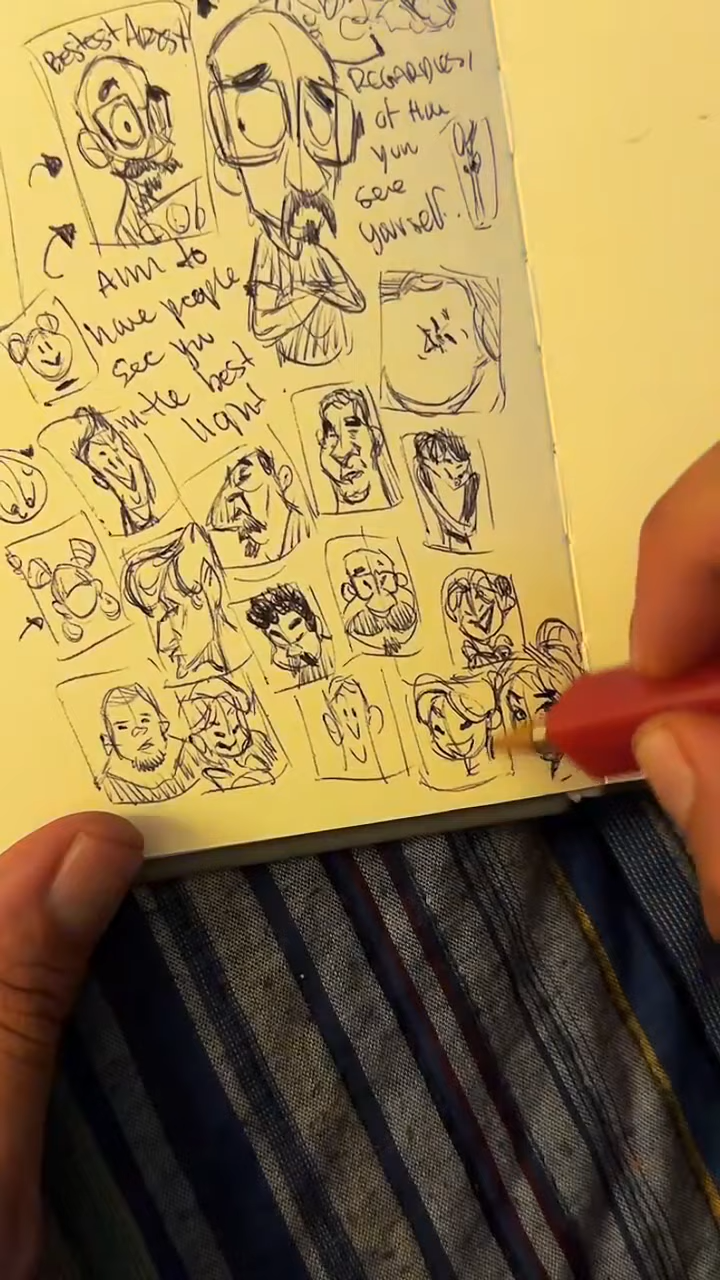 Bestest Artist
REGARDLESS
of how
you
see
yourself.
Aim to
have people
see you
in the best
light.